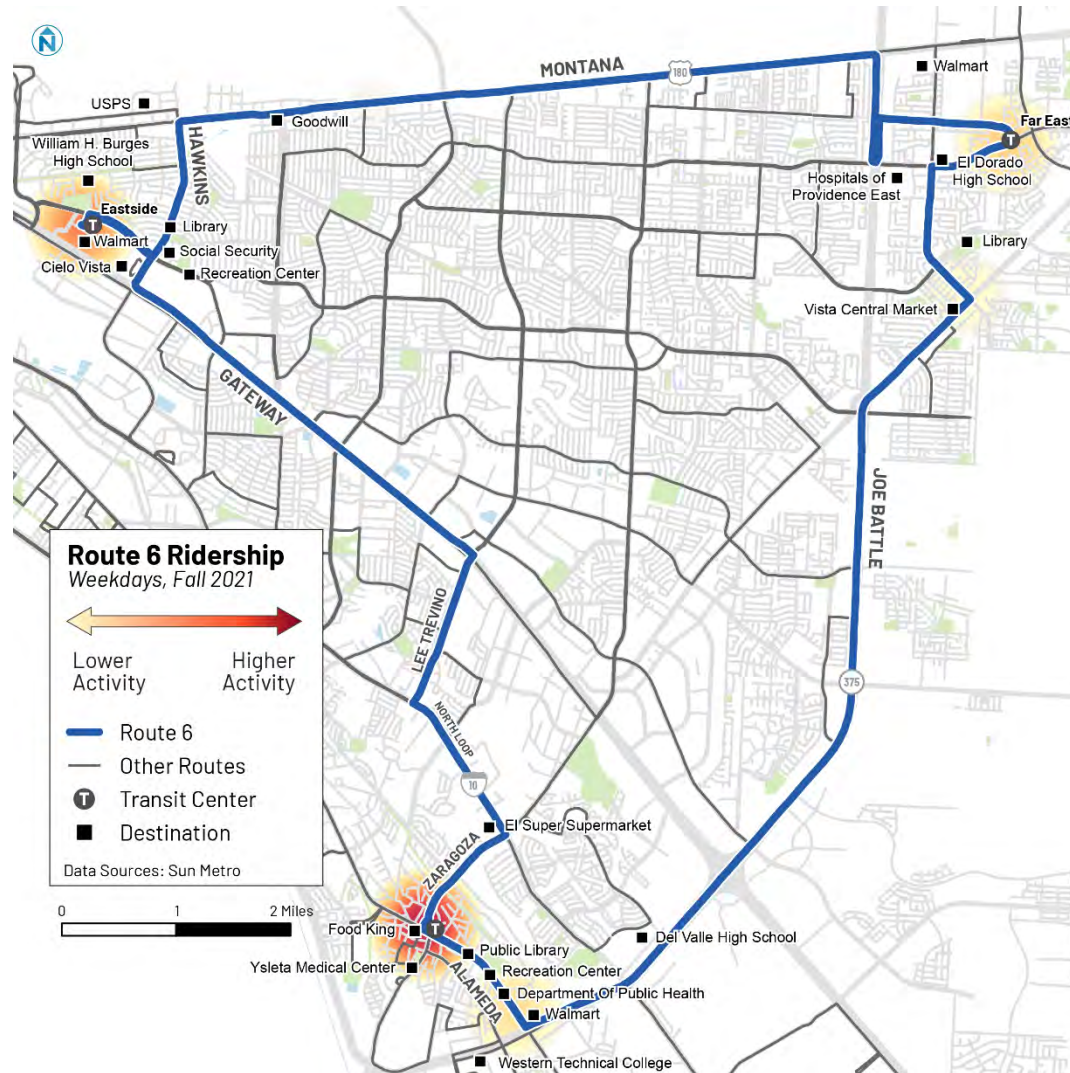 N
MONTANA
180
Walmart
USPS
Goodwill
HAWKINS
Far East
T
William H. Burges
High School
El Dorado
High School
Hospitals of
Providence East
Eastside
T
Library
Walmart
Social Security
Library
Cielo Vista
Recreation Center
Vista Central Market
GATEWAY
JOE BATTLE
Route 6 Ridership
Weekdays, Fall 2021
Lower
Activity
Higher
Activity
Route 6
Other Routes
T
Transit Center
Destination
Data Sources: Sun Metro
0 1 2 Miles
LEE TREVINO
375
NORTH LOOP
10
El Super Supermarket
ZARAGOZA
Food King
T
Del Valle High School
Public Library
Ysleta Medical Center
ALAMEDA
Recreation Center
Department Of Public Health
Walmart
Western Technical College